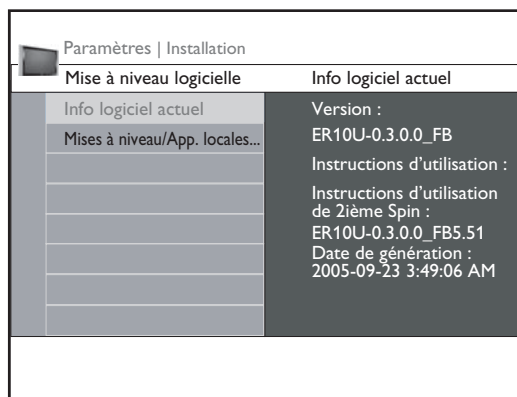 Paramètres | Installation
Mise à niveau logicielle
Info logiciel actuel
Info logiciel actuel
Mises à niveau/App. locales...
Version :
ER10U-0.3.0.0_FB
Instructions d’utilisation :
Instructions d’utilisation
de 2ième Spin :
ER10U-0.3.0.0_FB5.51
Date de génération :
2005-09-23 3:49:06 AM